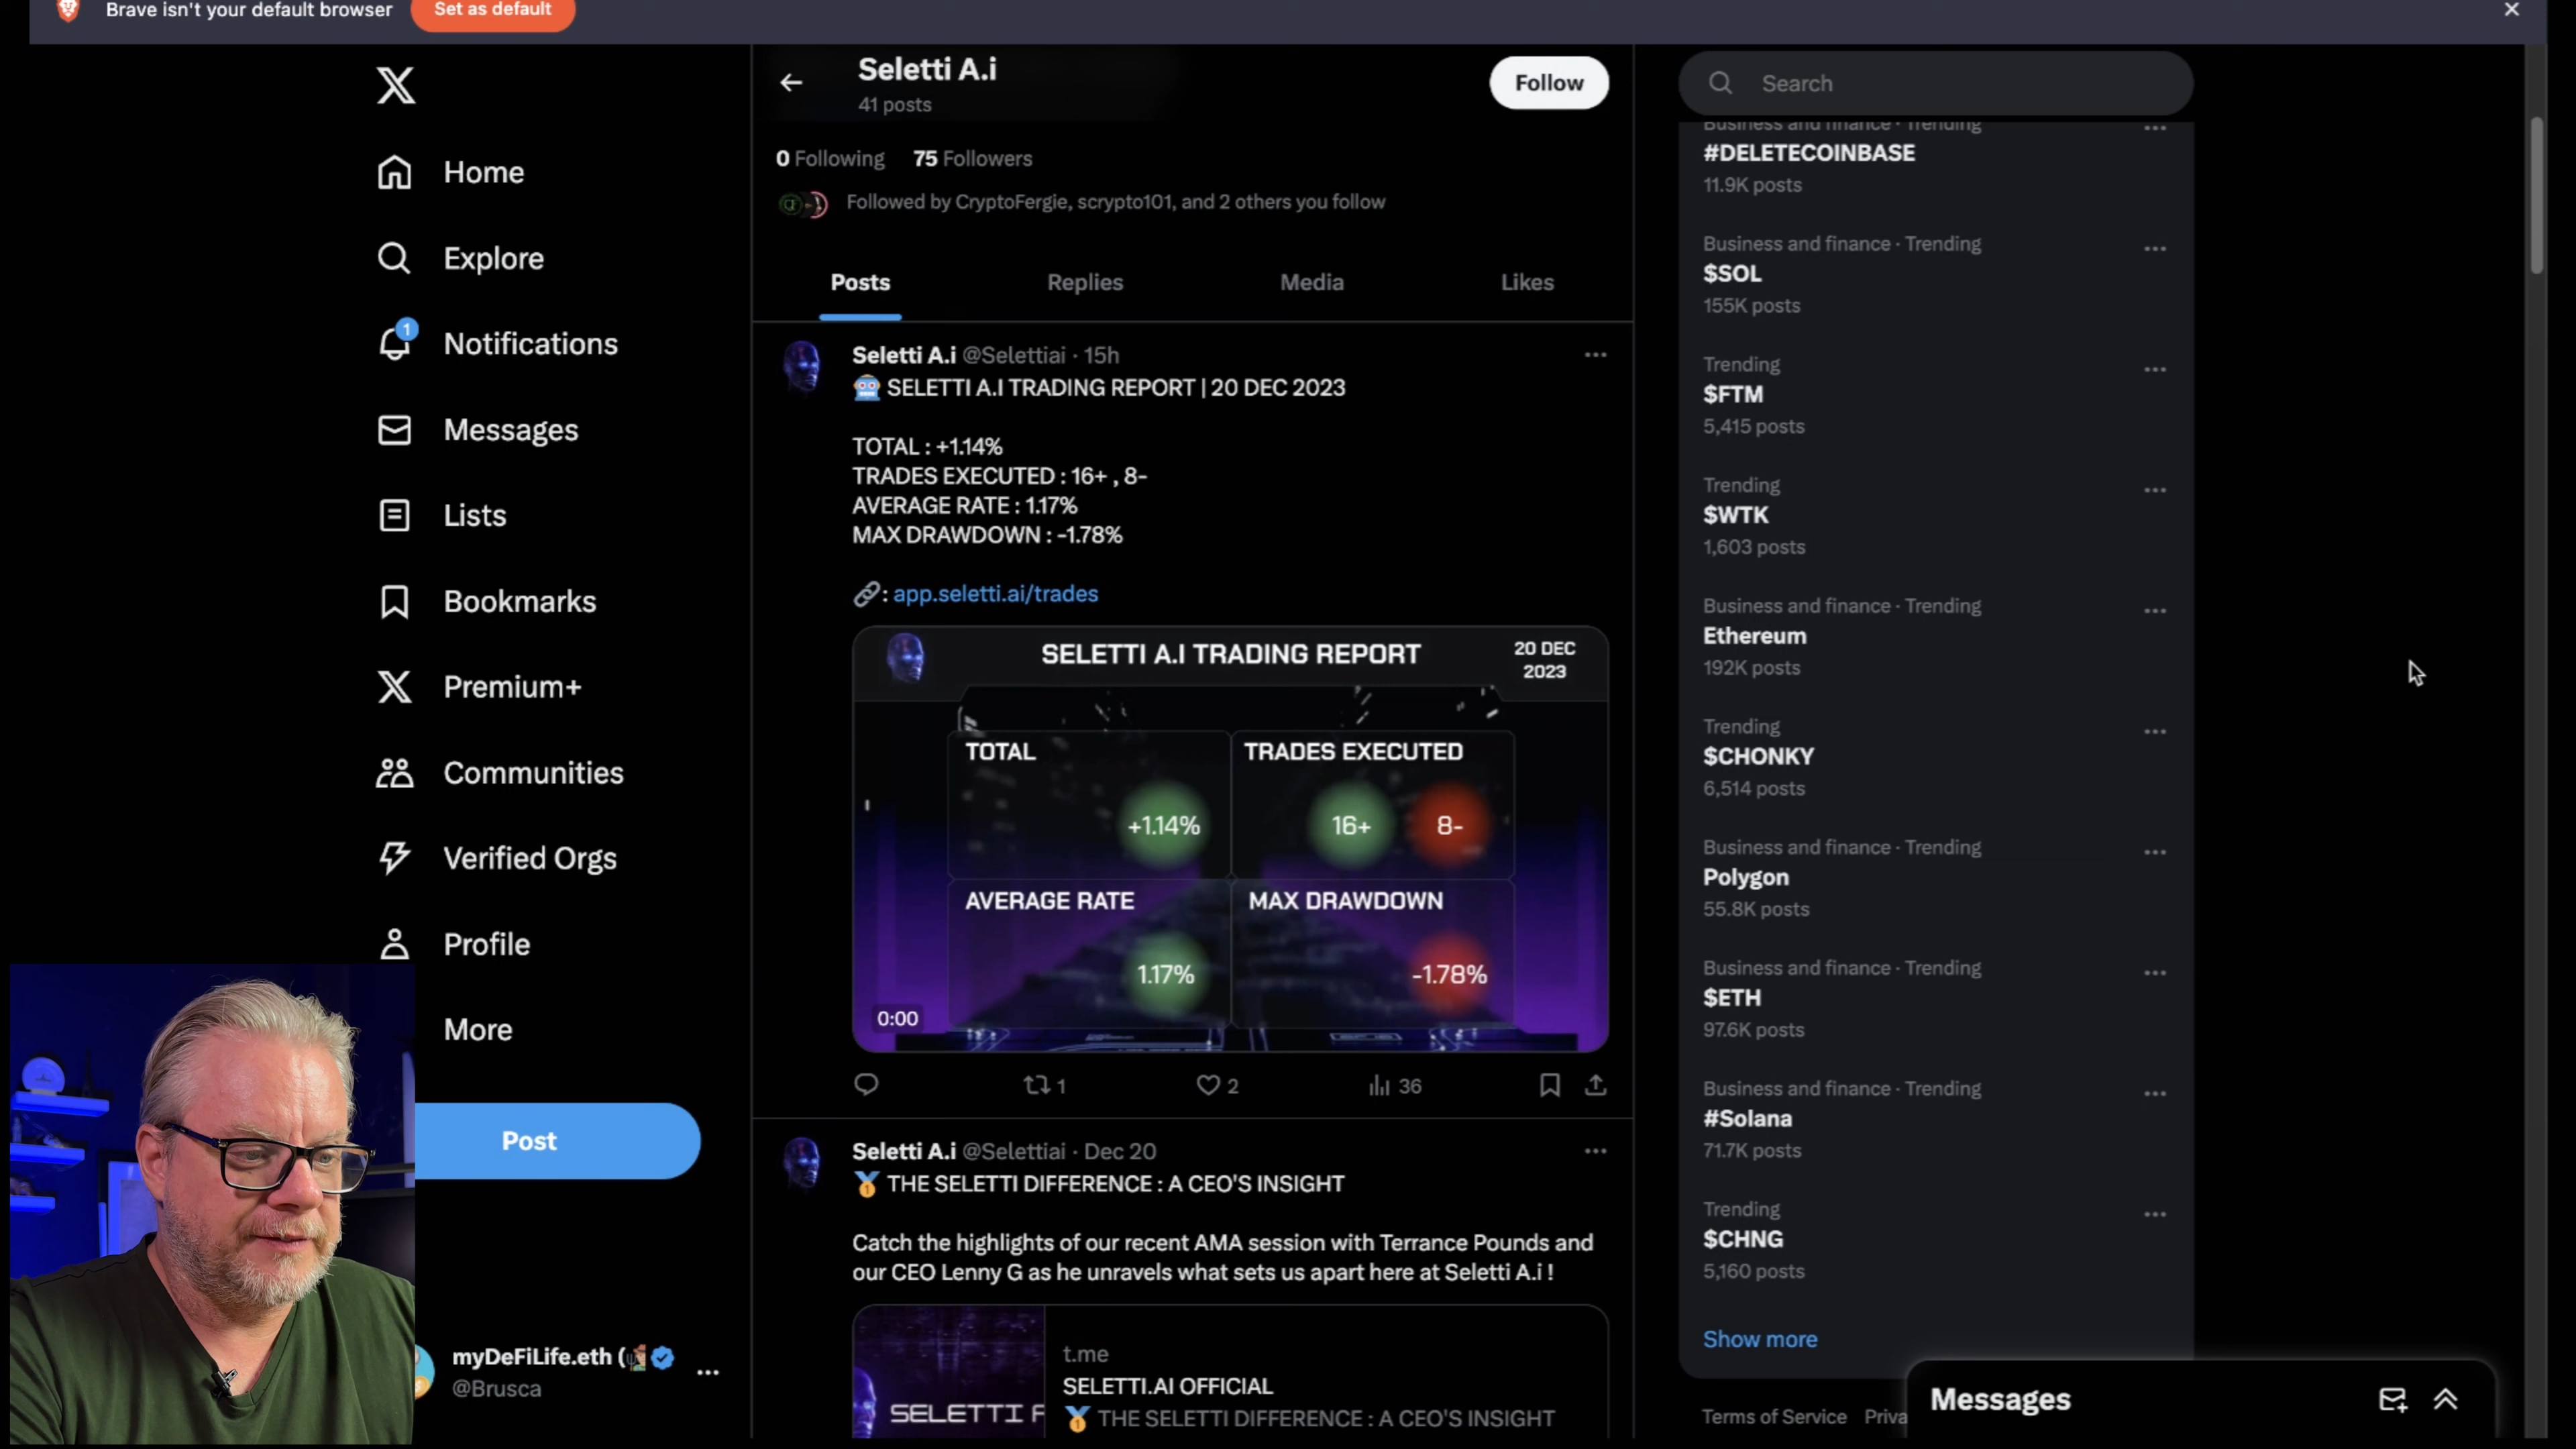 Brave isn't your default browser
Set as default
Home
Explore
1
Notifications
Messages
Lists
Bookmarks
Premium+
Communities
Verified Orgs
Profile
More
Post
myDeFiLife.eth (
@Brusca
Seletti A.i
41 posts
Follow
0 Following 75 Followers
Followed by CryptoFergie, scrypto101, and 2 others you follow
Posts Replies Media Likes
Seletti A.i @Selettiai · 15h
SELETTI A.I TRADING REPORT | 20 DEC 2023
TOTAL : +1.14%
TRADES EXECUTED : 16+ , 8-
AVERAGE RATE : 1.17%
MAX DRAWDOWN : -1.78%
: app.seletti.ai/trades
SELETTI A.I TRADING REPORT
20 DEC
2023
TOTAL
+1.14%
TRADES EXECUTED
16+ 8-
AVERAGE RATE
1.17%
MAX DRAWDOWN
-1.78%
0:00
1 2 36
Seletti A.i @Selettiai · Dec 20
THE SELETTI DIFFERENCE : A CEO'S INSIGHT
Catch the highlights of our recent AMA session with Terrance Pounds and
our CEO Lenny G as he unravels what sets us apart here at Seletti A.i !
SELETTI
t.me
SELETTI.AI OFFICIAL
THE SELETTI DIFFERENCE : A CEO'S INSIGHT
Search
Business and finance · Trending
#DELETECOINBASE
11.9K posts
Business and finance · Trending
$SOL
155K posts
Trending
$FTM
5,415 posts
Trending
$WTK
1,603 posts
Business and finance · Trending
Ethereum
192K posts
Trending
$CHONKY
6,514 posts
Business and finance · Trending
Polygon
55.8K posts
Business and finance · Trending
$ETH
97.6K posts
Business and finance · Trending
#Solana
71.7K posts
Trending
$CHNG
5,160 posts
Show more
Terms of Service
Messages